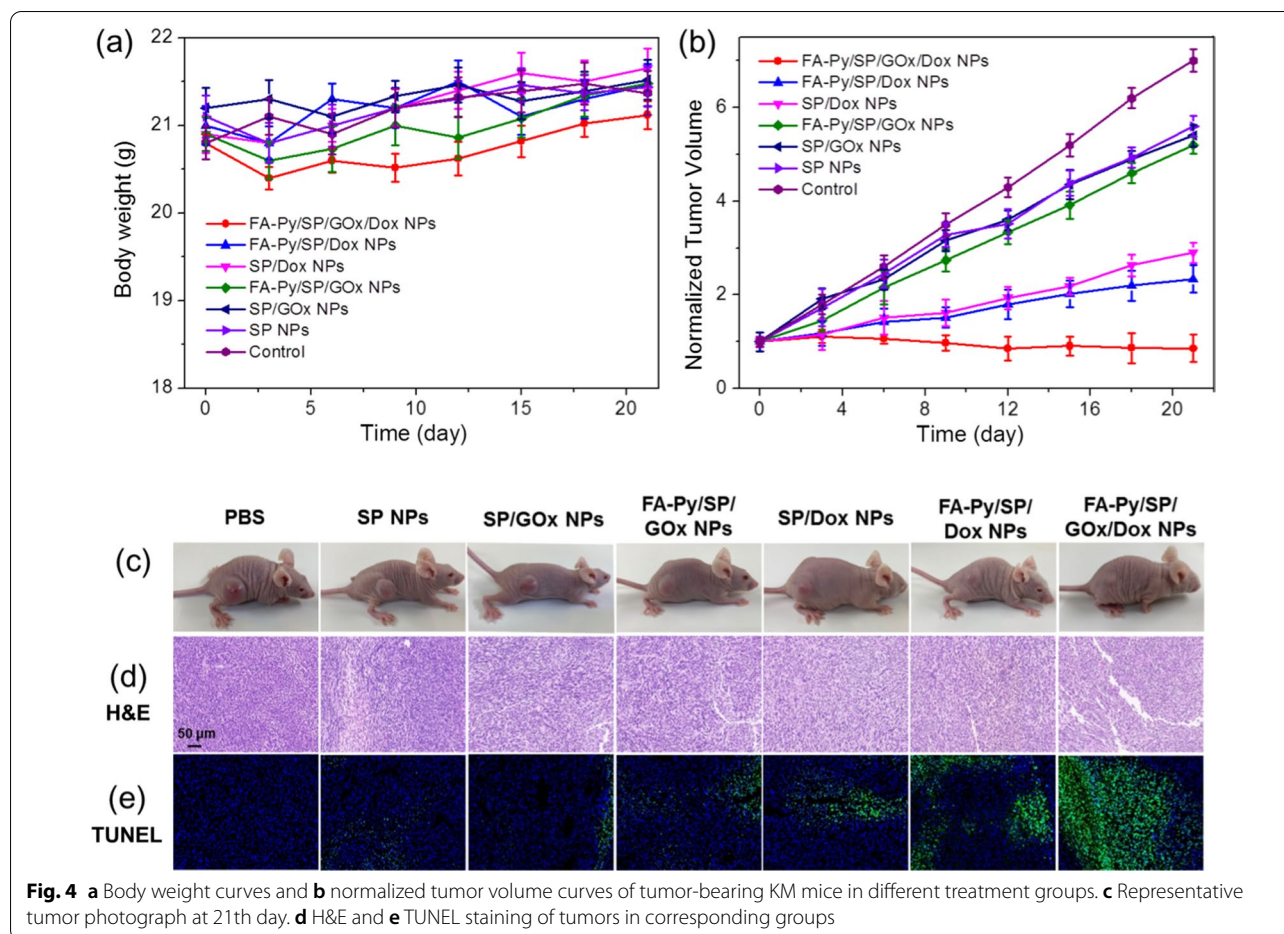 (a)
22
21
20
19
18
Body weight (g)
FA-Py/SP/GOx/Dox NPs
FA-Py/SP/Dox NPs
SP/Dox NPs
FA-Py/SP/GOx NPs
SP/GOx NPs
SP NPs
Control
0 5 10 15 20
Time (day)
(b)
6
4
2
0
Normalized Tumor Volume
FA-Py/SP/GOx/Dox NPs
FA-Py/SP/Dox NPs
SP/Dox NPs
FA-Py/SP/GOx NPs
SP/GOx NPs
SP NPs
Control
0 4 8 12 16 20
Time (day)
PBS
SP NPs
SP/GOx NPs
FA-Py/SP/
GOx NPs
SP/Dox NPs
FA-Py/SP/
Dox NPs
FA-Py/SP/
GOx/Dox NPs
(c)
(d)
H&E
50 μm
(e)
TUNEL
Fig. 4 a Body weight curves and b normalized tumor volume curves of tumor-bearing KM mice in different treatment groups. c Representative
tumor photograph at 21th day. d H&E and e TUNEL staining of tumors in corresponding groups